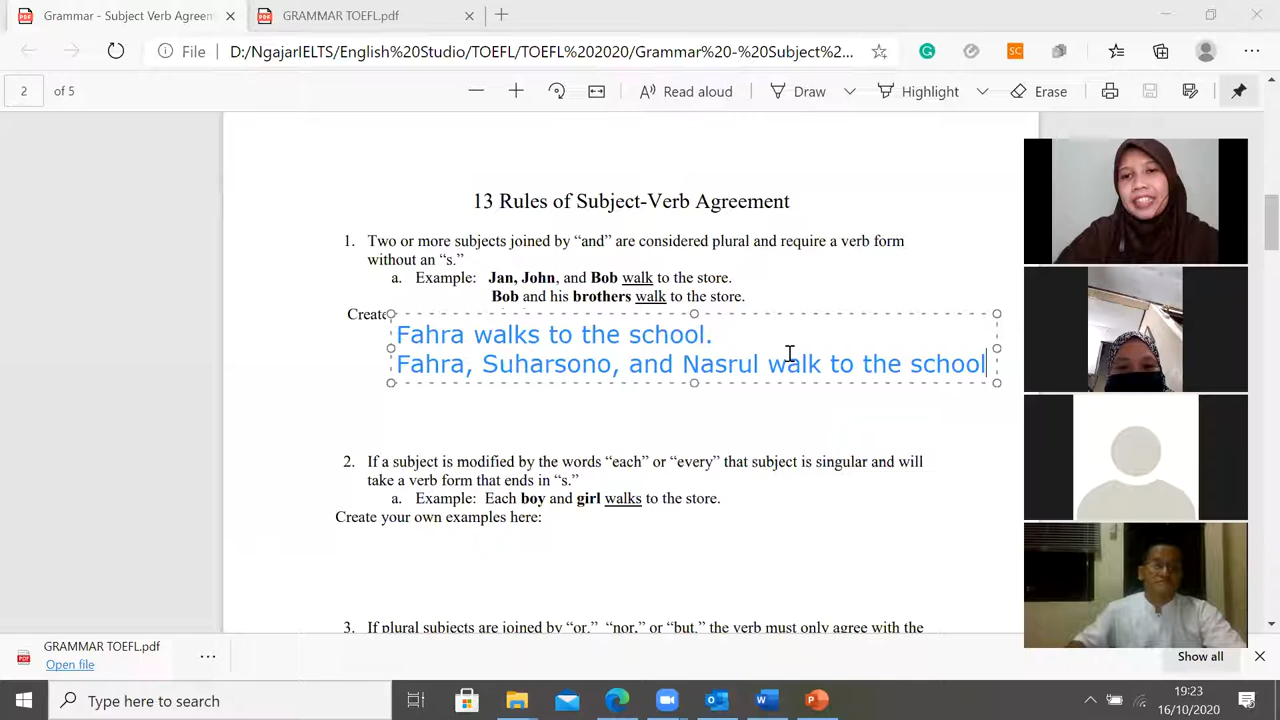 Grammar - Subject Verb Agreem
GRAMMAR TOEFL.pdf
File
D:/NgajarIELTS/English%20Studio/TOEFL/TOEFL%202020/Grammar%20-%20Subject%2...
SC
2 of 5
Read aloud
Draw
Highlight
Erase
13 Rules of Subject-Verb Agreement
1. Two or more subjects joined by “and” are considered plural and require a verb form
without an “s.”
a. Example: Jan, John, and Bob walk to the store.
Bob and his brothers walk to the store.
Create
Fahra walks to the school.
Fahra, Suharsono, and Nasrul walk to the school
2. If a subject is modified by the words “each” or “every” that subject is singular and will
take a verb form that ends in “s.”
a. Example: Each boy and girl walks to the store.
Create your own examples here:
3. If plural subjects are joined by “or,” “nor,” or “but,” the verb must only agree with the
GRAMMAR TOEFL.pdf
Open file
Show all
Type here to search
19:23
16/10/2020